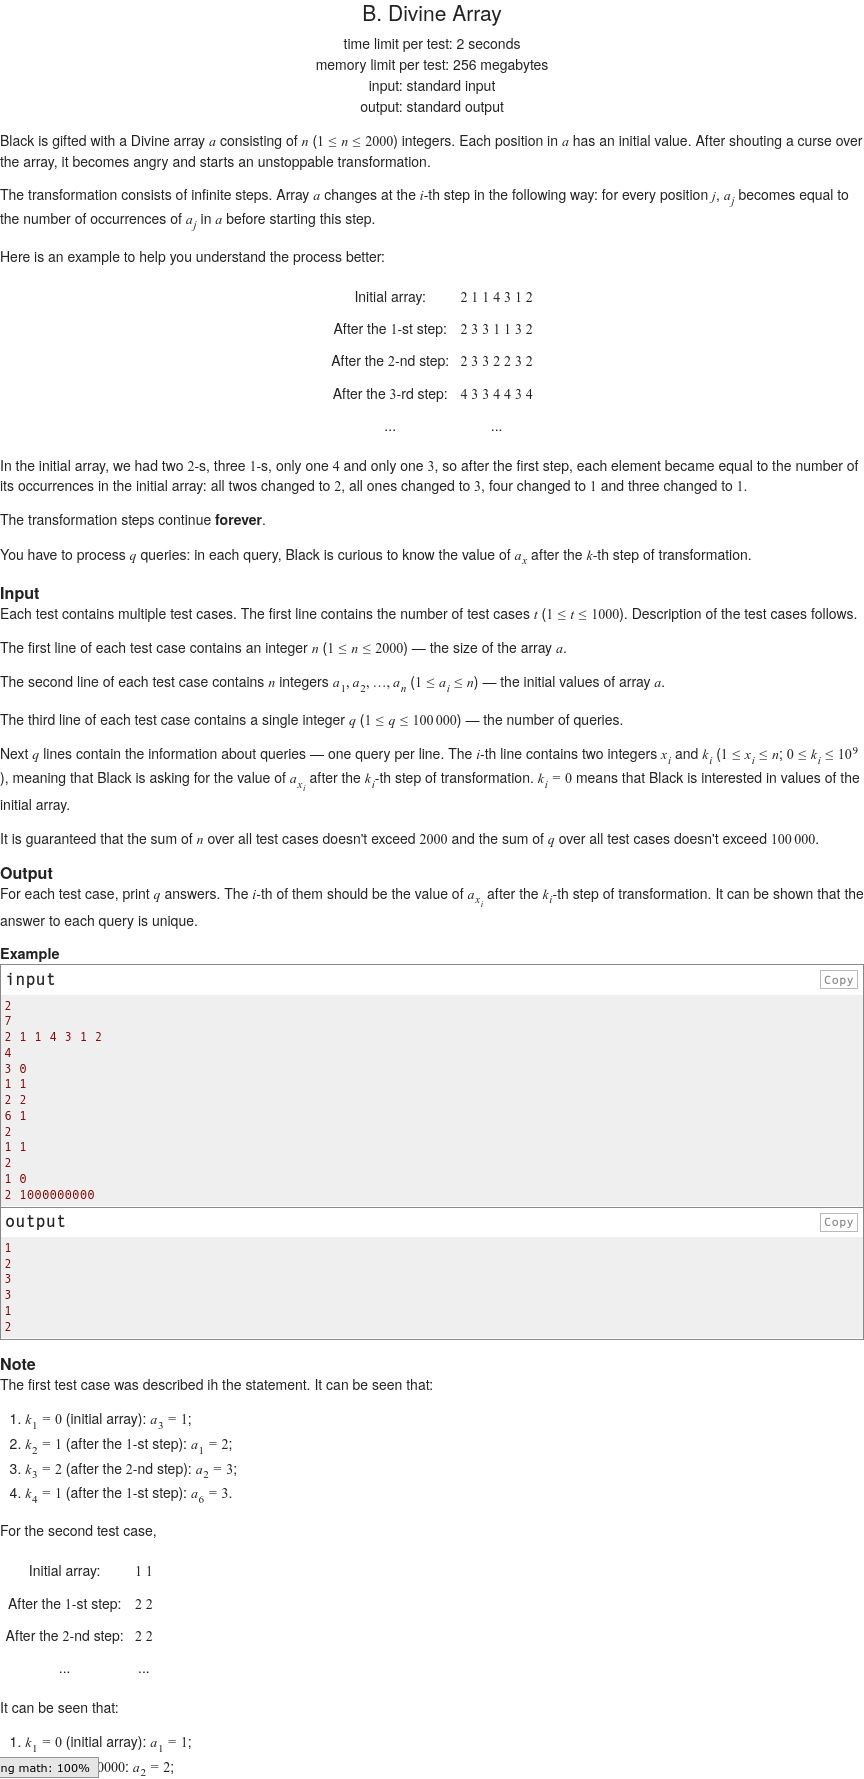 B. Divine Array
time limit per test: 2 seconds
memory limit per test: 256 megabytes
input: standard input
output: standard output
Black is gifted with a Divine array a consisting of n (1 ≤ n ≤ 2000) integers. Each position in a has an initial value. After shouting a curse over
the array, it becomes angry and starts an unstoppable transformation.
The transformation consists of infinite steps. Array a changes at the i-th step in the following way: for every position j, a_j becomes equal to
the number of occurrences of a_j in a before starting this step.
Here is an example to help you understand the process better:
Initial array: 2 1 1 4 3 1 2
After the 1-st step: 2 3 3 1 1 3 2
After the 2-nd step: 2 3 3 2 2 3 2
After the 3-rd step: 4 3 3 4 4 3 4
... ...
In the initial array, we had two 2-s, three 1-s, only one 4 and only one 3, so after the first step, each element became equal to the number of
its occurrences in the initial array: all twos changed to 2, all ones changed to 3, four changed to 1 and three changed to 1.
The transformation steps continue forever.
You have to process q queries: in each query, Black is curious to know the value of a_x after the k-th step of transformation.
Input
Each test contains multiple test cases. The first line contains the number of test cases t (1 ≤ t ≤ 1000). Description of the test cases follows.
The first line of each test case contains an integer n (1 ≤ n ≤ 2000) — the size of the array a.
The second line of each test case contains n integers a_1, a_2, …, a_n (1 ≤ a_i ≤ n) — the initial values of array a.
The third line of each test case contains a single integer q (1 ≤ q ≤ 100 000) — the number of queries.
Next q lines contain the information about queries — one query per line. The i-th line contains two integers x_i and k_i (1 ≤ x_i ≤ n; 0 ≤ k_i ≤ 10^9
), meaning that Black is asking for the value of a_{x_i} after the k_i-th step of transformation. k_i = 0 means that Black is interested in values of the
initial array.
It is guaranteed that the sum of n over all test cases doesn't exceed 2000 and the sum of q over all test cases doesn't exceed 100 000.
Output
For each test case, print q answers. The i-th of them should be the value of a_{x_i} after the k_i-th step of transformation. It can be shown that the
answer to each query is unique.
Example
input Copy
2
7
2 1 1 4 3 1 2
4
3 0
1 1
2 2
6 1
2
1 1
2
1 0
2 1000000000
output Copy
1
2
3
3
1
2
Note
The first test case was described ih the statement. It can be seen that:
1. k_1 = 0 (initial array): a_3 = 1;
2. k_2 = 1 (after the 1-st step): a_1 = 2;
3. k_3 = 2 (after the 2-nd step): a_2 = 3;
4. k_4 = 1 (after the 1-st step): a_6 = 3.
For the second test case,
Initial array: 1 1
After the 1-st step: 2 2
After the 2-nd step: 2 2
... ...
It can be seen that:
1. k_1 = 0 (initial array): a_1 = 1;
ng math: 100% 0000: a_2 = 2;